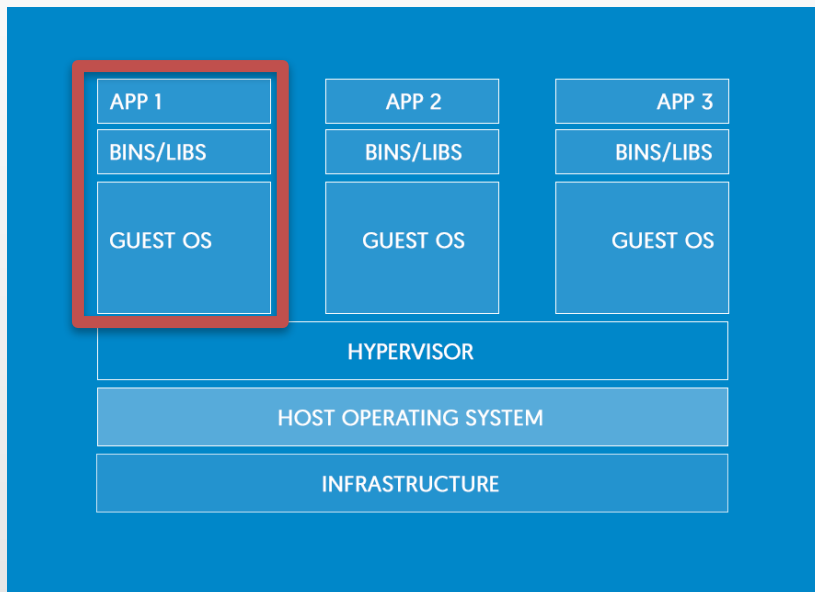 APP 1
APP 2
APP 3
BINS/LIBS
BINS/LIBS
BINS/LIBS
GUEST OS
GUEST OS
GUEST OS
HYPERVISOR
HOST OPERATING SYSTEM
INFRASTRUCTURE